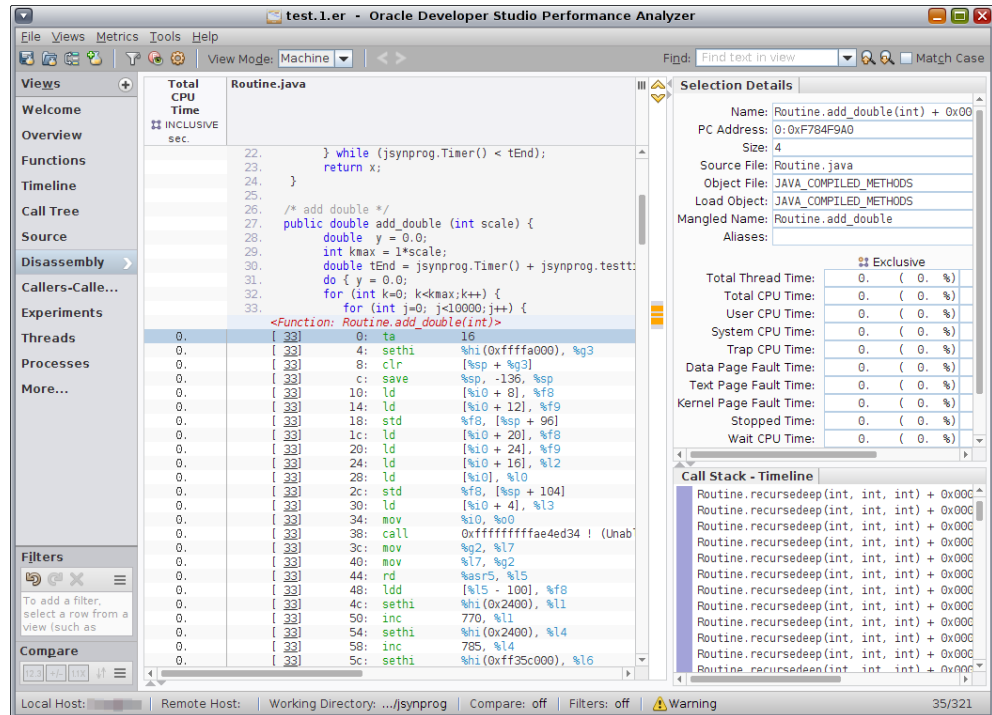 test.1.er - Oracle Developer Studio Performance Analyzer
File Views Metrics Tools Help
View Mode: Machine
Find: Find text in view Match Case
Views
Welcome
Overview
Functions
Timeline
Call Tree
Source
Disassembly
Callers-Calle...
Experiments
Threads
Processes
More...
Filters
To add a filter,
select a row from a
view (such as
Compare
Total
CPU
Time
INCLUSIVE
sec.
Routine.java
22. } while (jsynprog.Timer() < tEnd);
23. return x;
24. }
25.
26. /* add double */
27. public double add_double (int scale) {
28. double y = 0.0;
29. int kmax = 1*scale;
30. double tEnd = jsynprog.Timer() + jsynprog.testti
31. do { y = 0.0;
32. for (int k=0; k<kmax;k++) {
33. for (int j=0; j<10000;j++) {
<Function: Routine.add_double(int)>
0. [ 33] 0: ta 16
0. [ 33] 4: sethi %hi(0xffffa000), %g3
0. [ 33] 8: clr [%sp + %g3]
0. [ 33] c: save %sp, -136, %sp
0. [ 33] 10: ld [%i0 + 8], %f8
0. [ 33] 14: ld [%i0 + 12], %f9
0. [ 33] 18: std %f8, [%sp + 96]
0. [ 33] 1c: ld [%i0 + 20], %f8
0. [ 33] 20: ld [%i0 + 24], %f9
0. [ 33] 24: ld [%i0 + 16], %l2
0. [ 33] 28: ld [%i0], %l0
0. [ 33] 2c: std %f8, [%sp + 104]
0. [ 33] 30: ld [%i0 + 4], %l3
0. [ 33] 34: mov %i0, %o0
0. [ 33] 38: call 0xfffffffffae4ed34 ! (Unabl
0. [ 33] 3c: mov %g2, %l7
0. [ 33] 40: mov %l7, %g2
0. [ 33] 44: rd %asr5, %l5
0. [ 33] 48: ldd [%l5 - 100], %f8
0. [ 33] 4c: sethi %hi(0x2400), %l1
0. [ 33] 50: inc 770, %l1
0. [ 33] 54: sethi %hi(0x2400), %l4
0. [ 33] 58: inc 785, %l4
0. [ 33] 5c: sethi %hi(0xff35c000), %l6
Selection Details
Name: Routine.add_double(int) + 0x00
PC Address: 0:0xF784F9A0
Size: 4
Source File: Routine.java
Object File: JAVA_COMPILED_METHODS
Load Object: JAVA_COMPILED_METHODS
Mangled Name: Routine.add_double
Aliases:
Exclusive
Total Thread Time: 0. ( 0. %)
Total CPU Time: 0. ( 0. %)
User CPU Time: 0. ( 0. %)
System CPU Time: 0. ( 0. %)
Trap CPU Time: 0. ( 0. %)
Data Page Fault Time: 0. ( 0. %)
Text Page Fault Time: 0. ( 0. %)
Kernel Page Fault Time: 0. ( 0. %)
Stopped Time: 0. ( 0. %)
Wait CPU Time: 0. ( 0. %)
Call Stack - Timeline
Routine.recursedeep(int, int, int) + 0x000
Routine.recursedeep(int, int, int) + 0x000
Routine.recursedeep(int, int, int) + 0x000
Routine.recursedeep(int, int, int) + 0x000
Routine.recursedeep(int, int, int) + 0x000
Routine.recursedeep(int, int, int) + 0x000
Routine.recursedeep(int, int, int) + 0x000
Routine.recursedeep(int, int, int) + 0x000
Routine.recursedeep(int, int, int) + 0x000
Routine.recursedeep(int, int, int) + 0x000
Routine.recursedeep(int, int, int) + 0x000
Routine.recursedeep(int, int, int) + 0x000
Local Host: Remote Host: Working Directory: .../jsynprog Compare: off Filters: off Warning 35/321